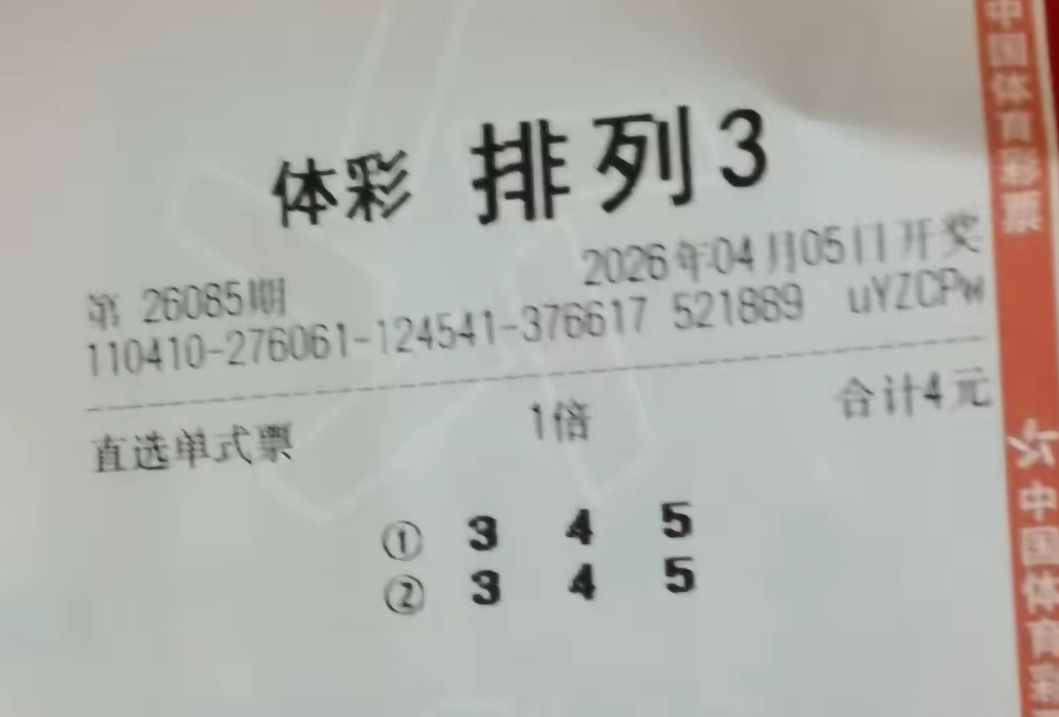 体彩 排列3
2026年04月05日开奖
第 26085期
110410-276061-124541-376617 521889 uYZCPw
直选单式票 1倍 合计4元
① 3 4 5
② 3 4 5
中国体育彩票
中国体育彩